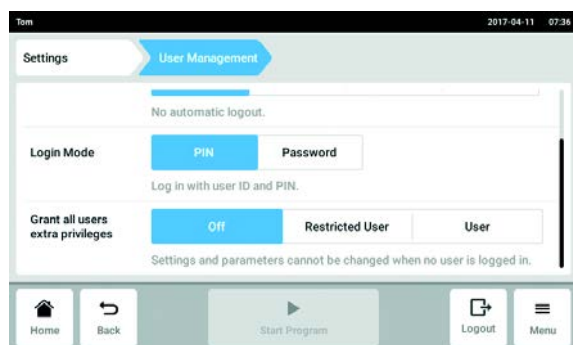 Tom 2017-04-11 07:36
Settings User Management
No automatic logout.
Login Mode PIN Password
Log in with user ID and PIN.
Grant all users
extra privileges
Off Restricted User User
Settings and parameters cannot be changed when no user is logged in.
Home Back Start Program Logout Menu